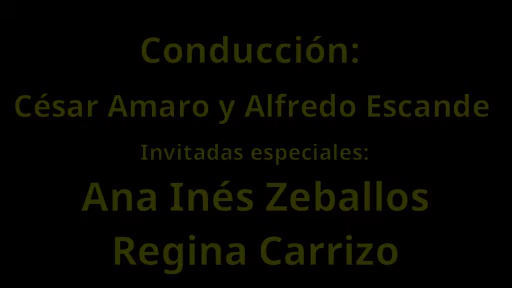 Conducción:
César Amaro y Alfredo Escande
Invitadas especiales:
Ana Inés Zeballos
Regina Carrizo